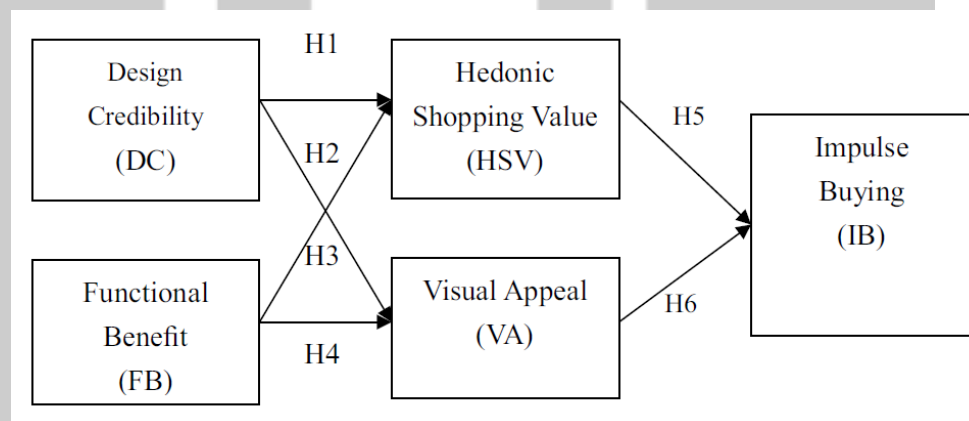 Design
Credibility
(DC)
H1
Hedonic
Shopping Value
(HSV)
H2
H5
Impulse
Buying
(IB)
Functional
Benefit
(FB)
H3
H4
Visual Appeal
(VA)
H6